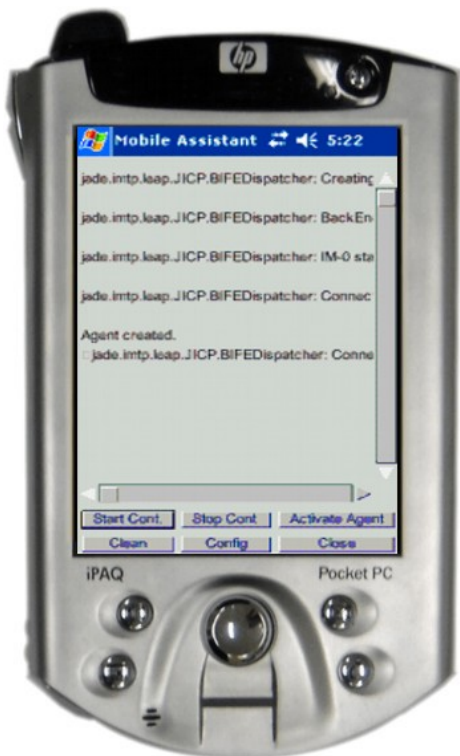 hp
Mobile Assistant 5:22
jade.imtp.leap.JICP.BIFEDispatcher: Creating
jade.imtp.leap.JICP.BIFEDispatcher: BackEn
jade.imtp.leap.JICP.BIFEDispatcher: IM-0 sta
jade.imtp.leap.JICP.BIFEDispatcher: Connec
Agent created.
jade.imtp.leap.JICP.BIFEDispatcher: Conne
Start Cont. Stop Cont Activate Agent
Clean Config Close
iPAQ Pocket PC